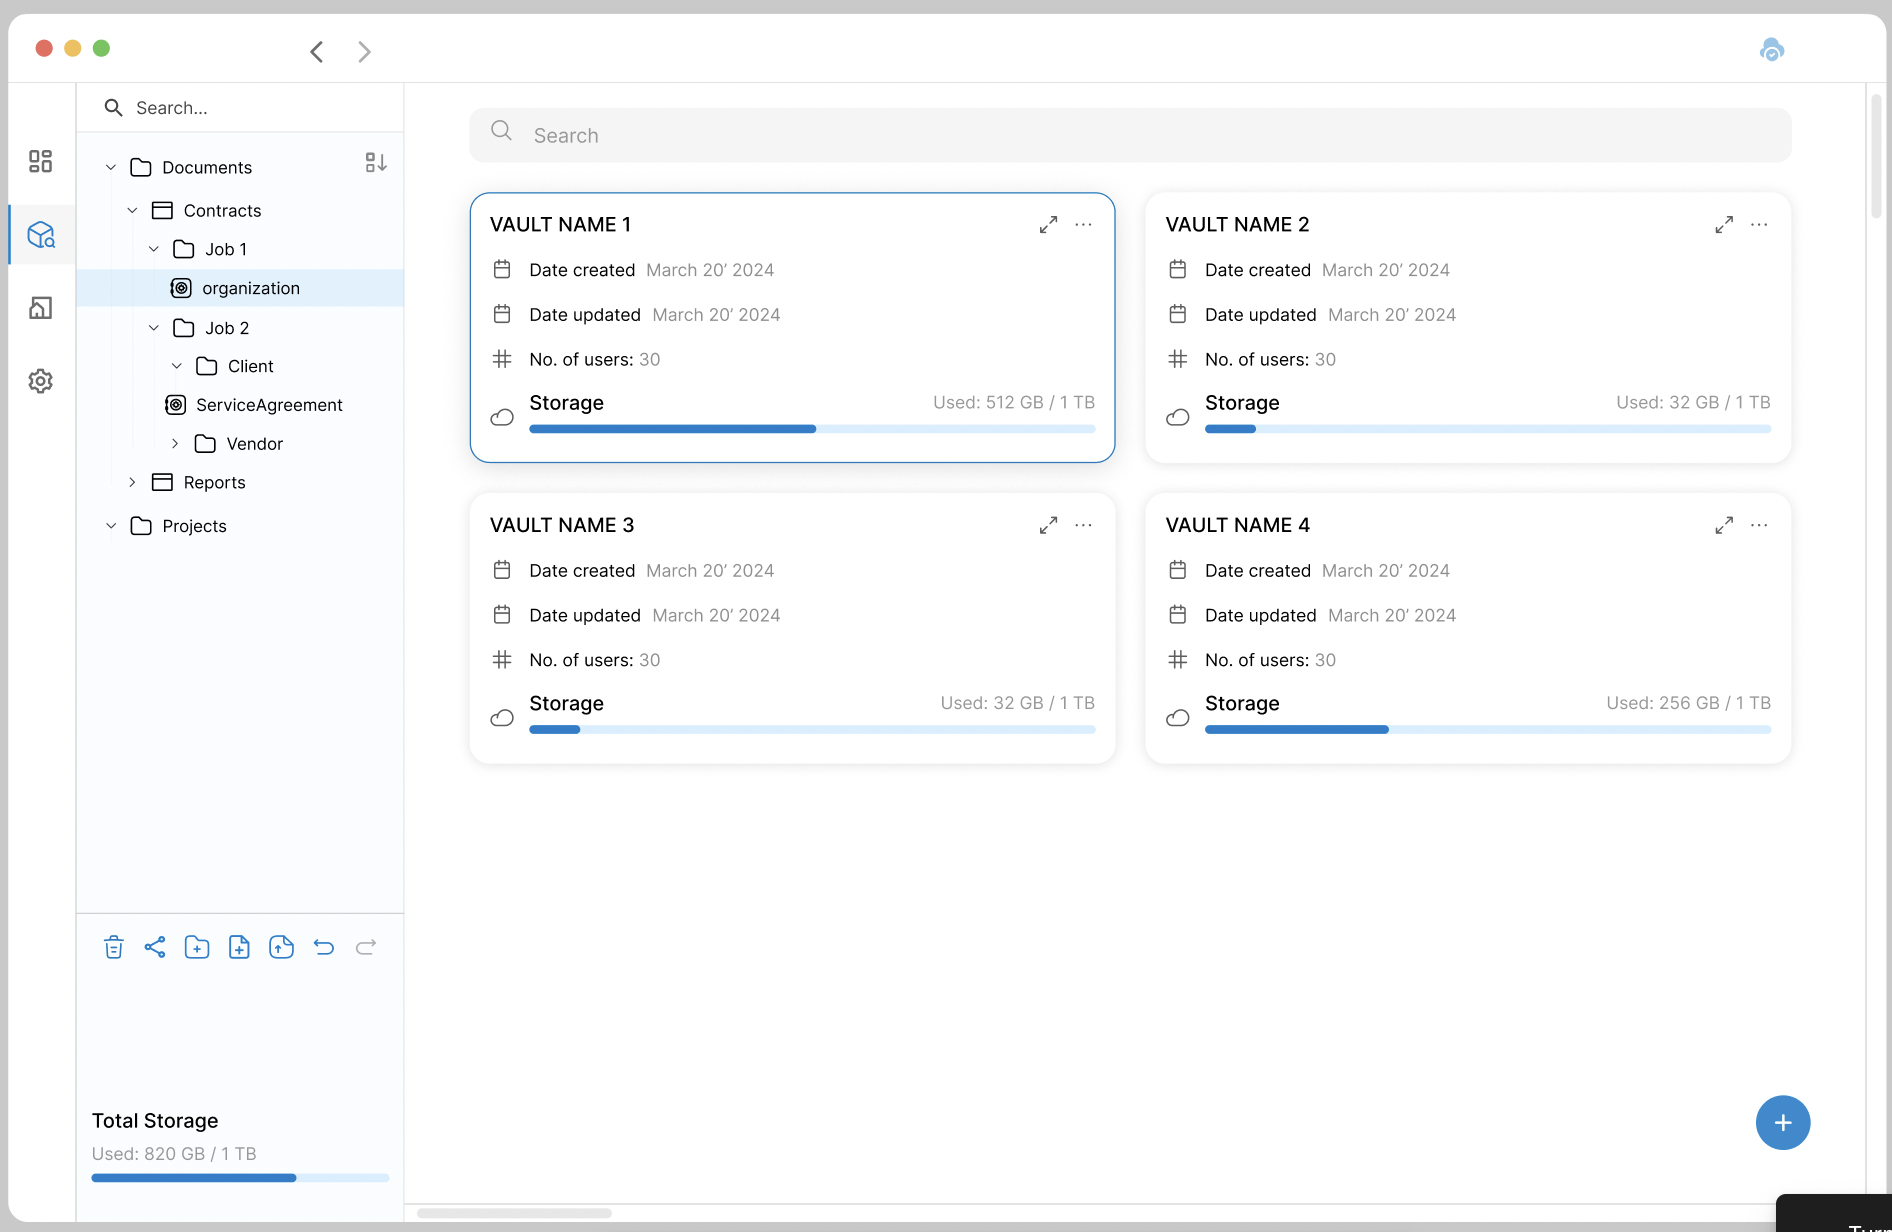 Search...
Documents
Contracts
Job 1
organization
Job 2
Client
ServiceAgreement
Vendor
Reports
Projects
Total Storage
Used: 820 GB / 1 TB
Search
VAULT NAME 1
Date created March 20’ 2024
Date updated March 20’ 2024
No. of users: 30
Storage Used: 512 GB / 1 TB
VAULT NAME 2
Date created March 20’ 2024
Date updated March 20’ 2024
No. of users: 30
Storage Used: 32 GB / 1 TB
VAULT NAME 3
Date created March 20’ 2024
Date updated March 20’ 2024
No. of users: 30
Storage Used: 32 GB / 1 TB
VAULT NAME 4
Date created March 20’ 2024
Date updated March 20’ 2024
No. of users: 30
Storage Used: 256 GB / 1 TB